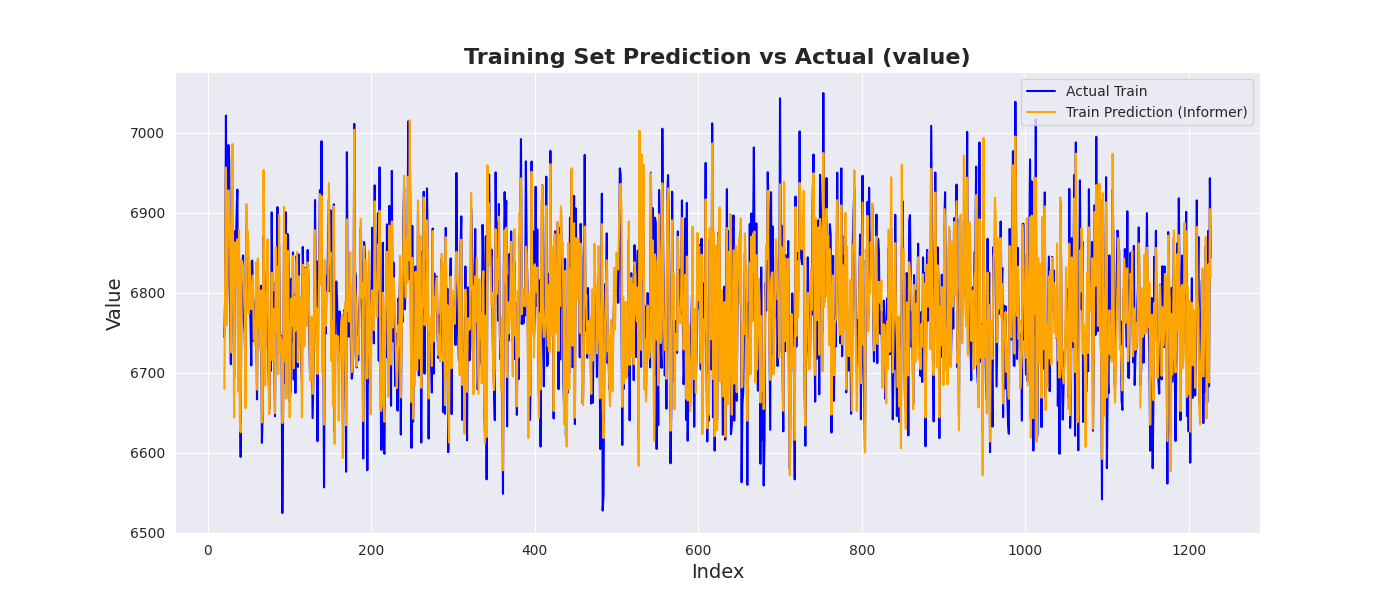 Training Set Prediction vs Actual (value)
Actual Train
Train Prediction (Informer)
Value
7000
6900
6800
6700
6600
6500
0 200 400 600 800 1000 1200
Index